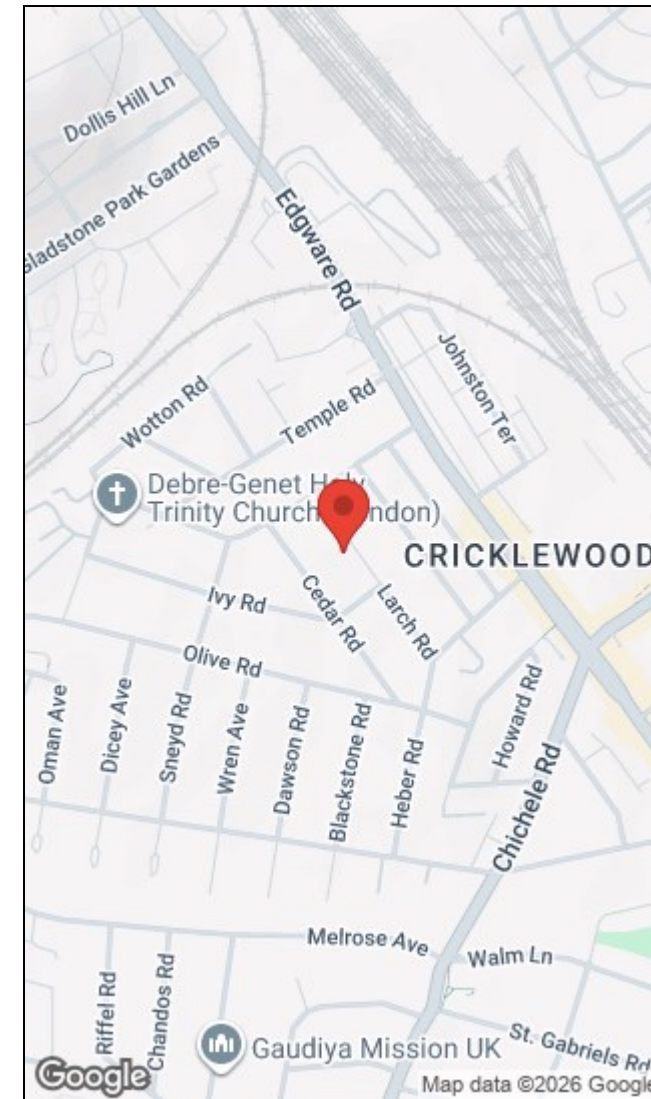 Dollis Hill Ln
Gladstone Park Gardens
Edgware Rd
Johnston Ter
Wotton Rd
Temple Rd
Debre-Genet Holy
Trinity Church (London)
CRICKLEWOOD
Ivy Rd
Cedar Rd
Larch Rd
Olive Rd
Howard Rd
Oman Ave
Dicey Ave
Sneyd Rd
Wren Ave
Dawson Rd
Blackstone Rd
Heber Rd
Chichele Rd
Melrose Ave
Walm Ln
Riffel Rd
Chandos Rd
Gaudiya Mission UK
St. Gabriels Rd
Google
Map data ©2026 Google